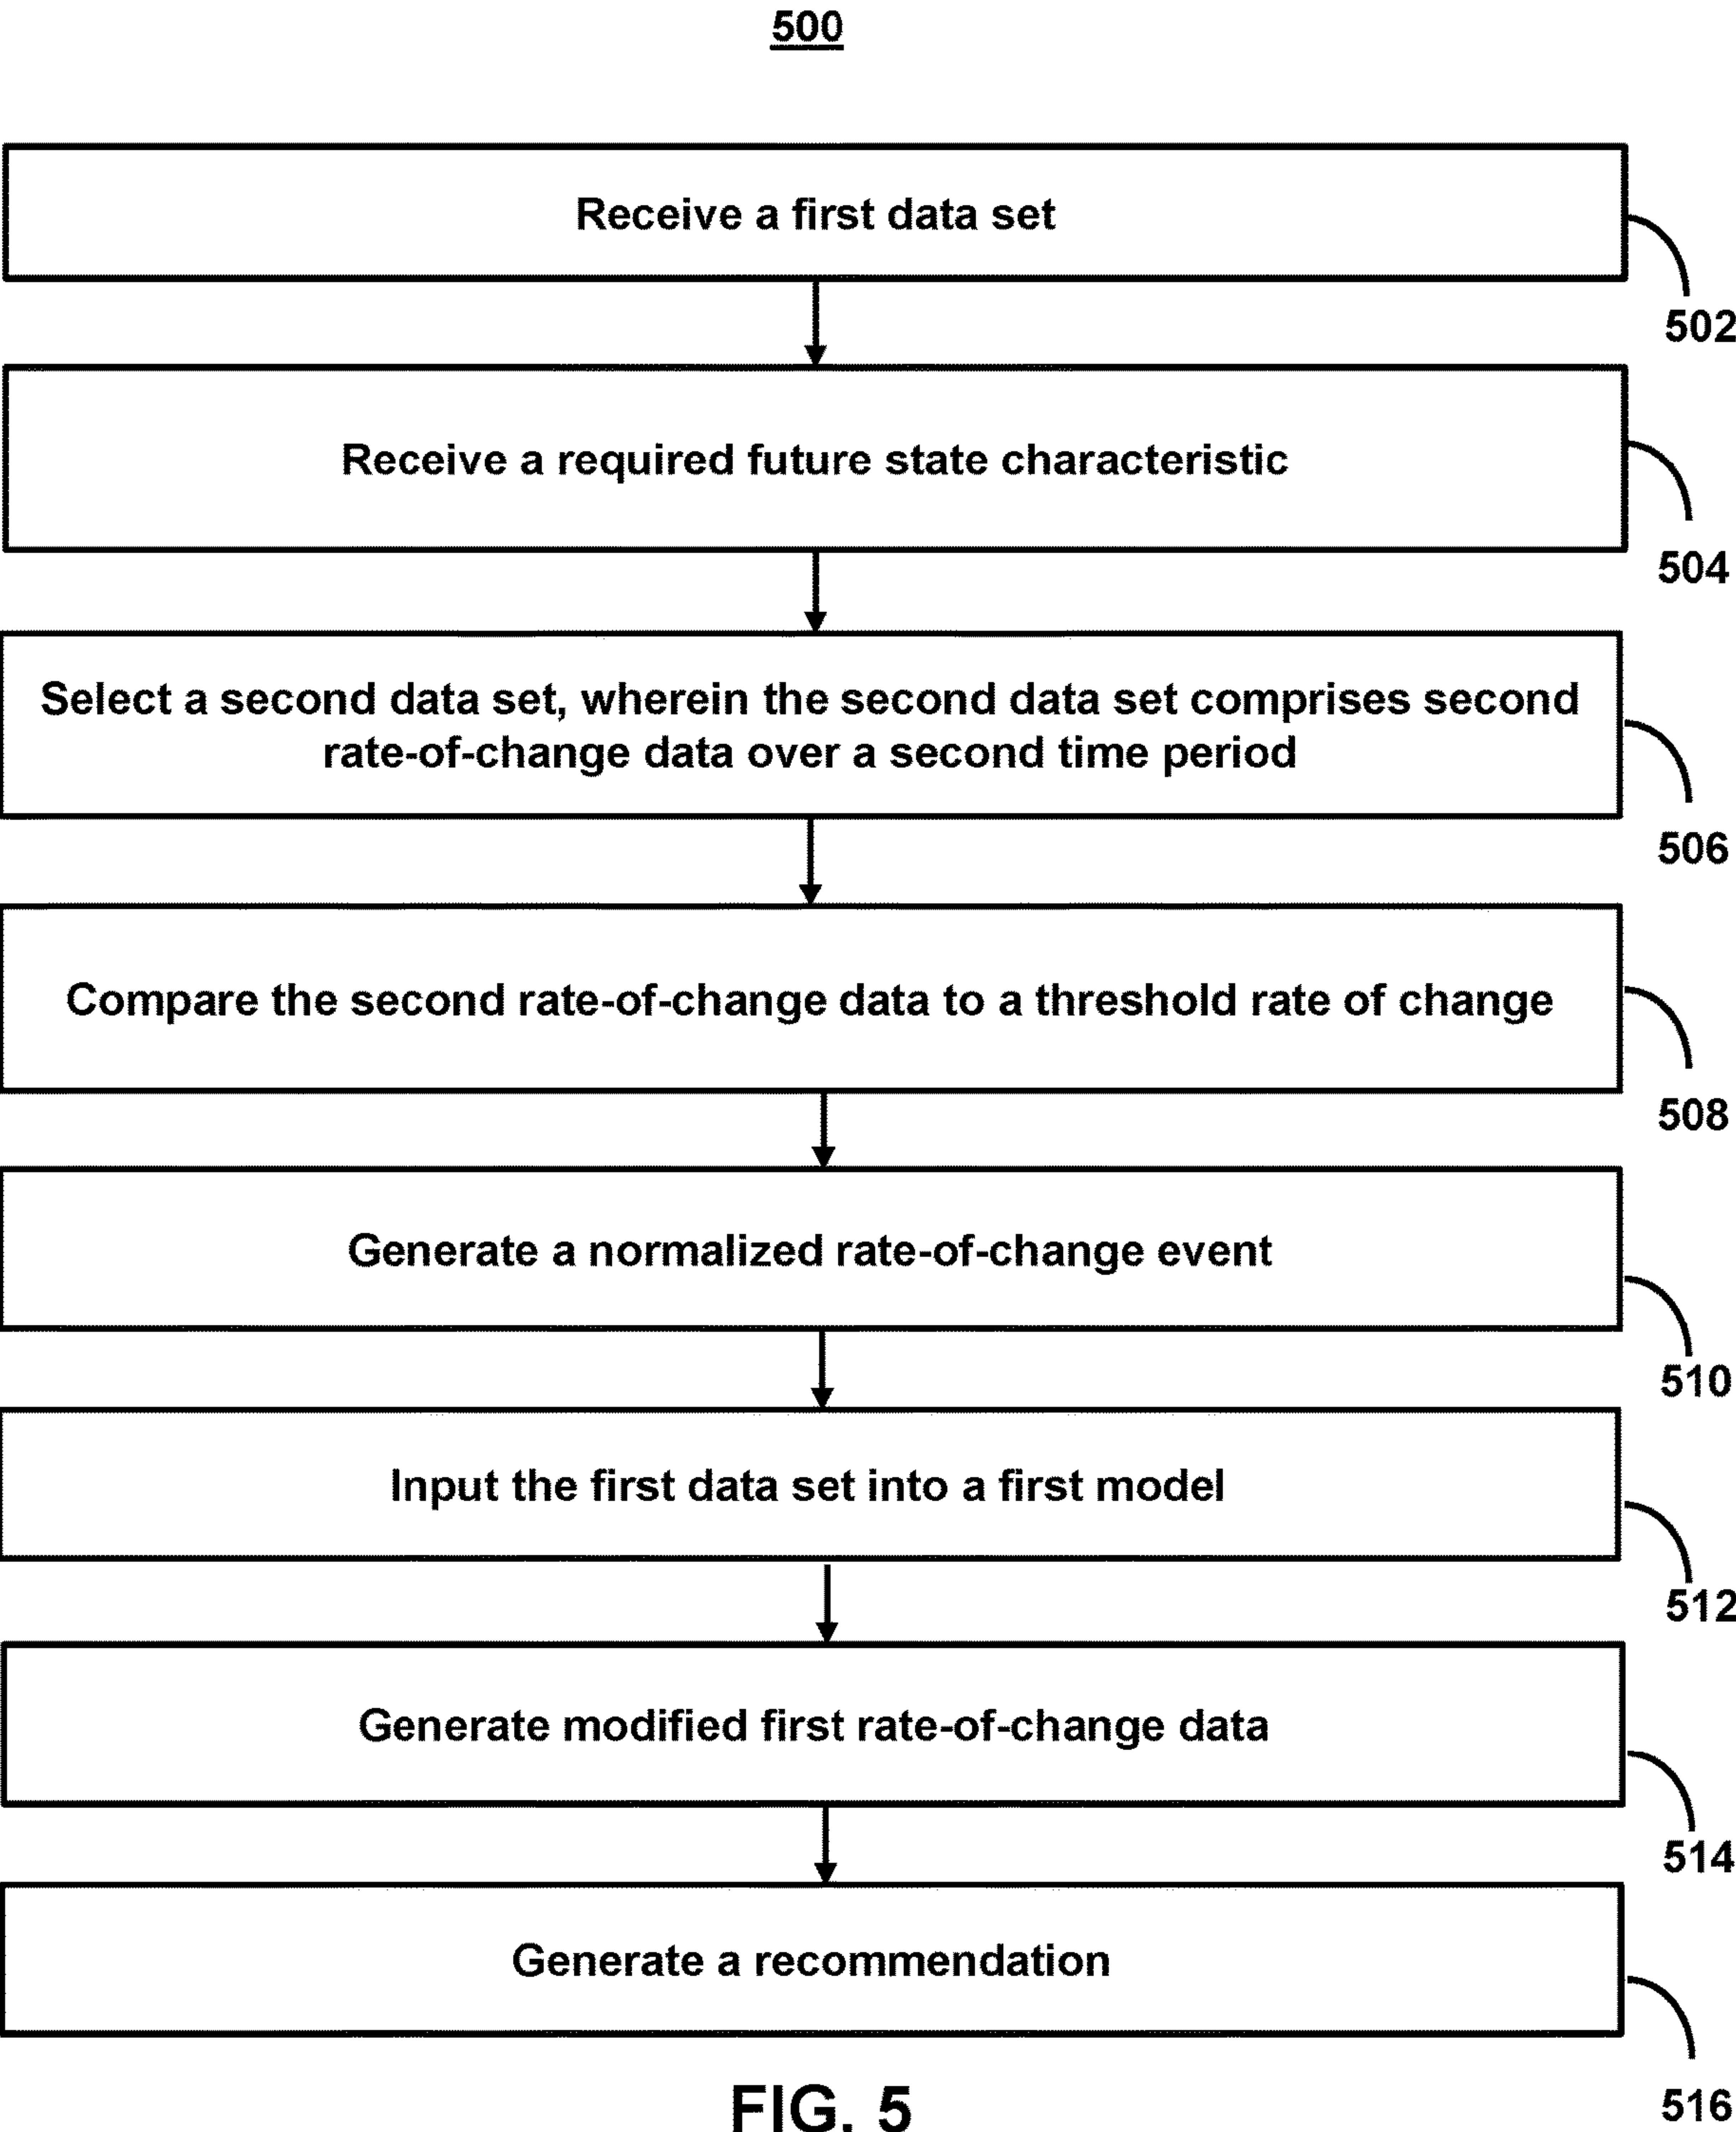 500
Receive a first data set
502
Receive a required future state characteristic
504
Select a second data set, wherein the second data set comprises second
rate-of-change data over a second time period
506
Compare the second rate-of-change data to a threshold rate of change
508
Generate a normalized rate-of-change event
510
Input the first data set into a first model
512
Generate modified first rate-of-change data
514
Generate a recommendation
516
FIG. 5